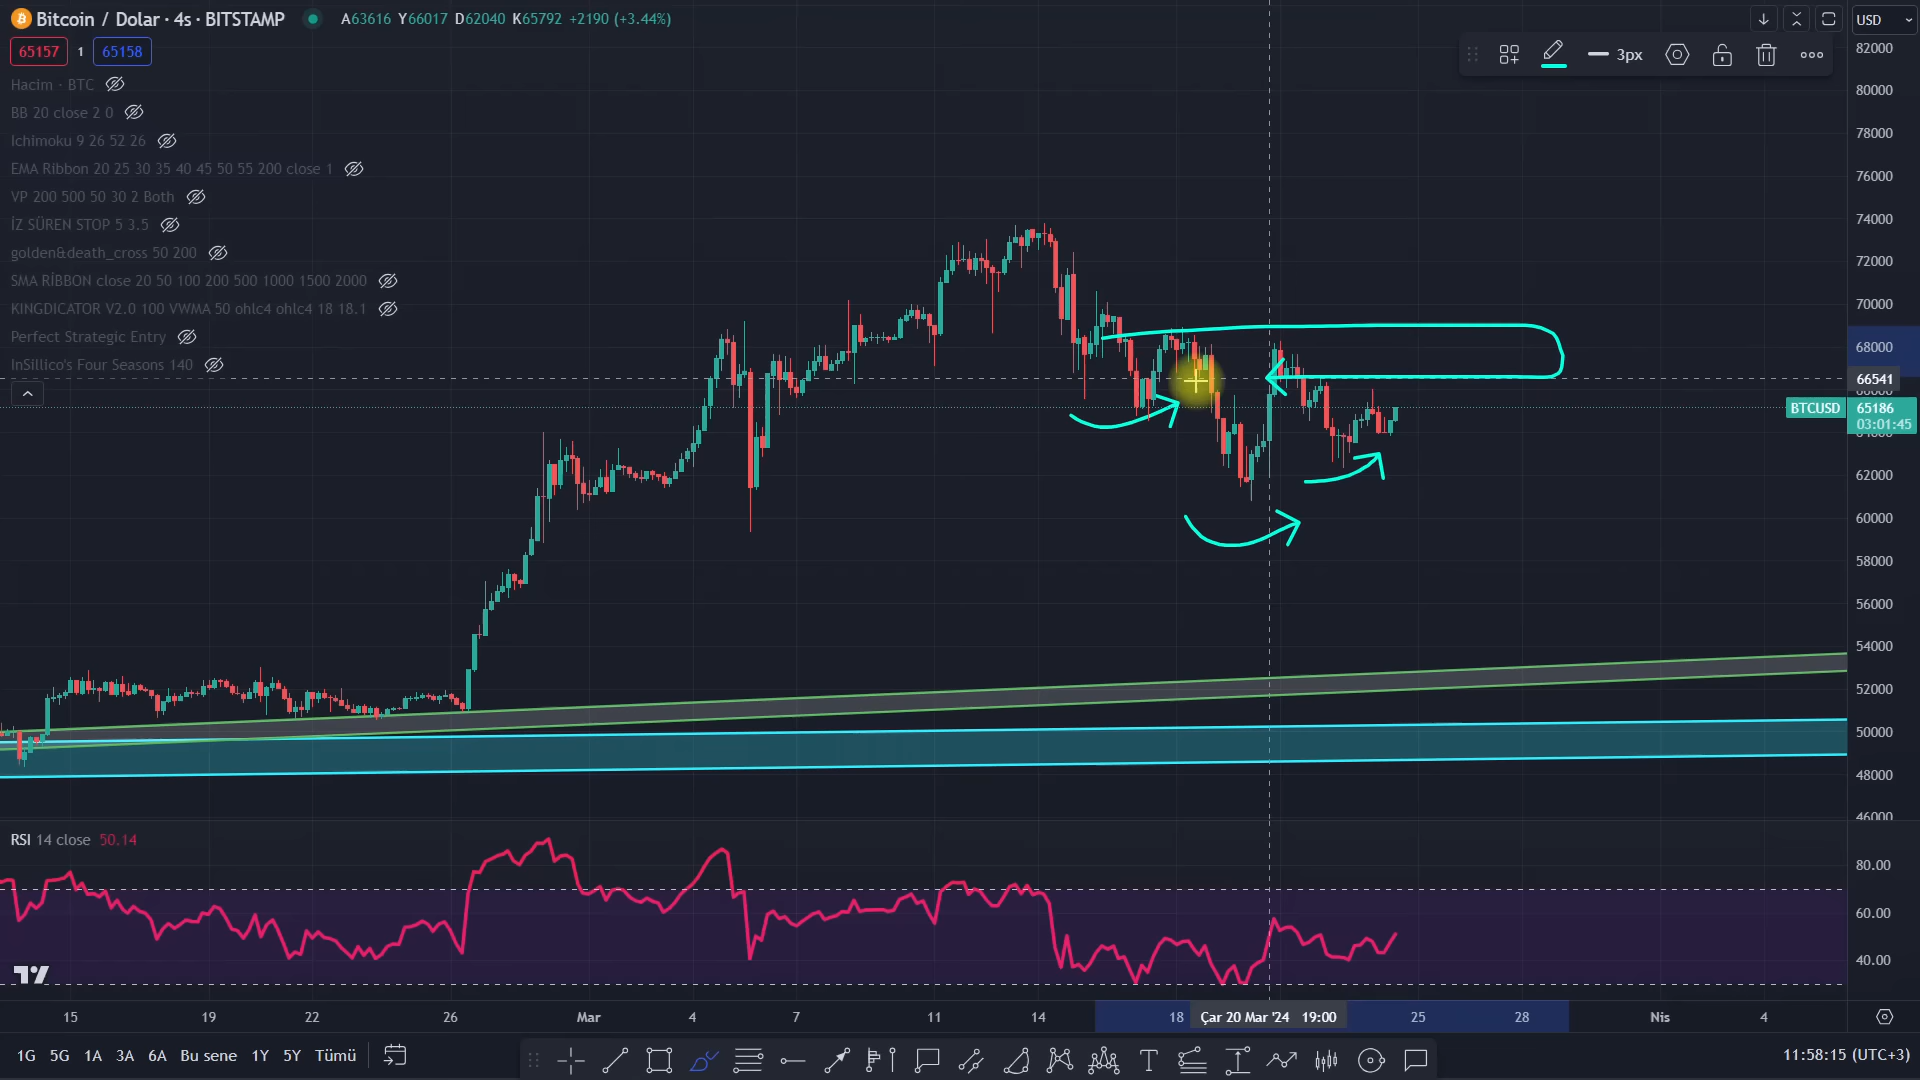 Bitcoin / Dolar · 4s · BITSTAMP
A63616 Y66017 D62040 K65792 +2190 (+3.44%)
USD
65157 1 65158
3px
Hacim · BTC
BB 20 close 2 0
Ichimoku 9 26 52 26
EMA Ribbon 20 25 30 35 40 45 50 55 200 close 1
VP 200 500 50 30 2 Both
İZ SÜREN STOP 5 3.5
golden&death_cross 50 200
SMA RİBBON close 20 50 100 200 500 1000 1500 2000
KINGDICATOR V2.0 100 VWMA 50 ohlc4 ohlc4 18 18.1
Perfect Strategic Entry
InSillico's Four Seasons 140
82000
80000
78000
76000
74000
72000
70000
68000
66541
BTCUSD 65186
03:01:45
62000
60000
58000
56000
54000
52000
50000
48000
46000
RSI 14 close 50.14
80.00
60.00
40.00
15 19 22 26 Mar 4 7 11 14 18 Çar 20 Mar '24 19:00 25 28 Nis 4
1G 5G 1A 3A 6A Bu sene 1Y 5Y Tümü
11:58:15 (UTC+3)